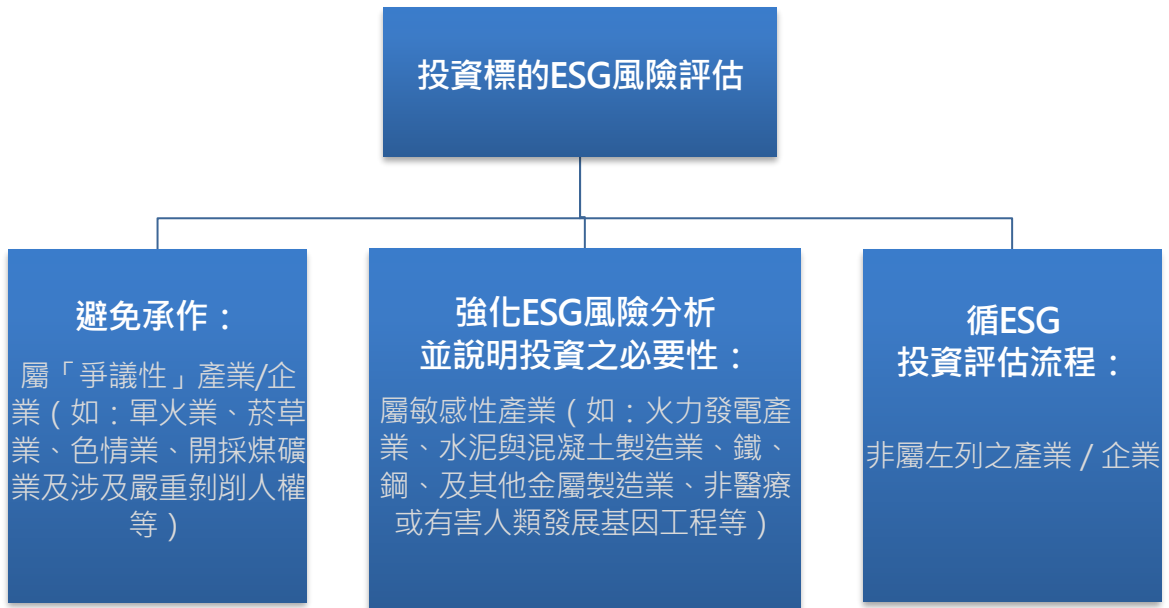 投資標的ESG風險評估
避免承作：
屬「爭議性」產業/企
業（如：軍火業、菸草
業、色情業、開採煤礦
業及涉及嚴重剝削人權
等）
強化ESG風險分析
並說明投資之必要性：
屬敏感性產業（如：火力發電產
業、水泥與混凝土製造業、鐵、
鋼、及其他金屬製造業、非醫療
或有害人類發展基因工程等）
循ESG
投資評估流程：
非屬左列之產業 / 企業